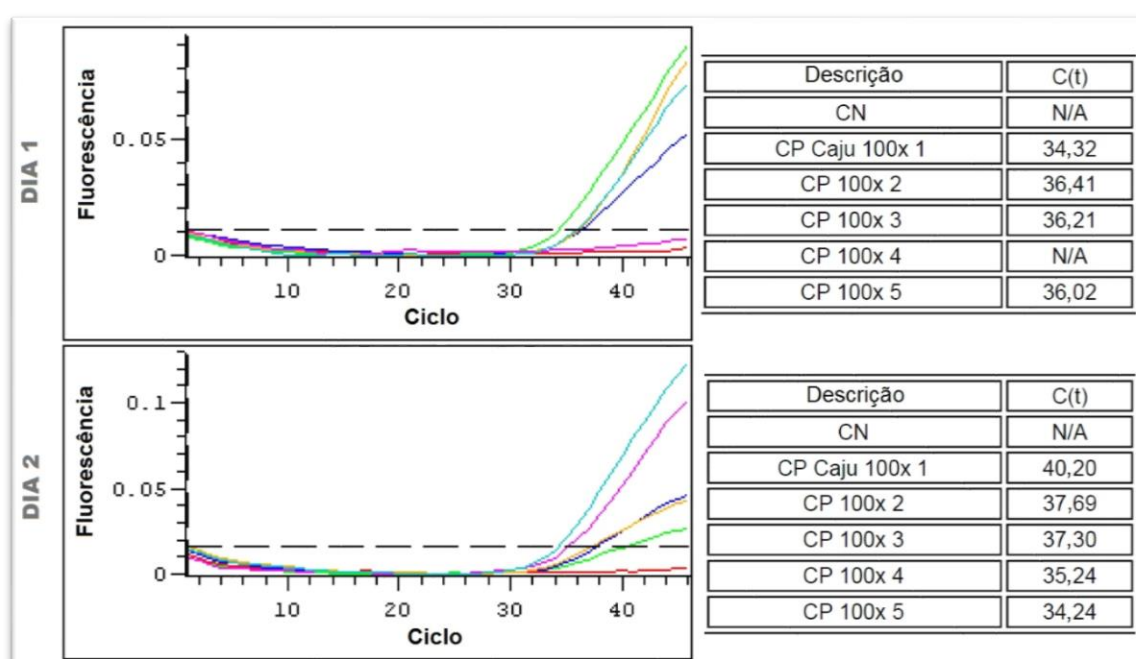 DIA 1
Fluorescência
0.05
0
10 20 30 40
Ciclo
Descrição C(t)
CN N/A
CP Caju 100x 1 34,32
CP 100x 2 36,41
CP 100x 3 36,21
CP 100x 4 N/A
CP 100x 5 36,02
DIA 2
Fluorescência
0.1
0.05
0
10 20 30 40
Ciclo
Descrição C(t)
CN N/A
CP Caju 100x 1 40,20
CP 100x 2 37,69
CP 100x 3 37,30
CP 100x 4 35,24
CP 100x 5 34,24